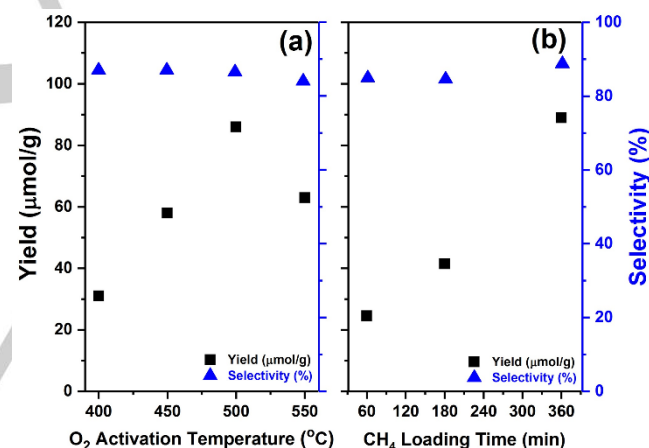 (a)
(b)
120
100
80
60
40
20
0
Yield (μmol/g)
Yield (μmol/g)
Selectivity (%)
400 450 500 550
O2 Activation Temperature (°C)
Yield (μmol/g)
Selectivity (%)
60 120 180 240 300 360
CH4 Loading Time (min)
100
80
60
40
20
0
Selectivity (%)